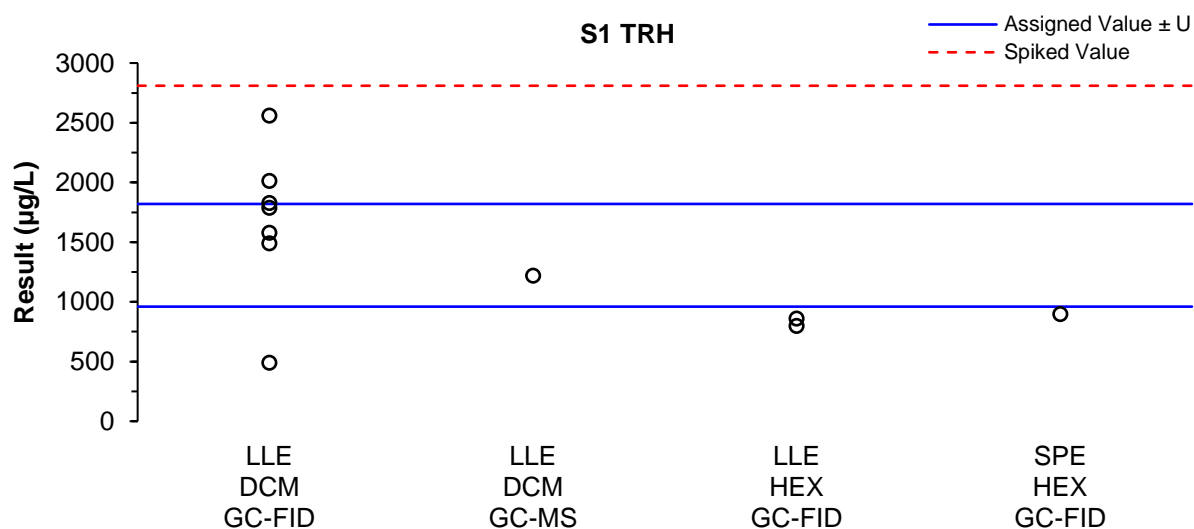 S1 TRH
Assigned Value ± U
Spiked Value
Result (µg/L)
3000
2500
2000
1500
1000
500
0
LLE
DCM
GC-FID
LLE
DCM
GC-MS
LLE
HEX
GC-FID
SPE
HEX
GC-FID